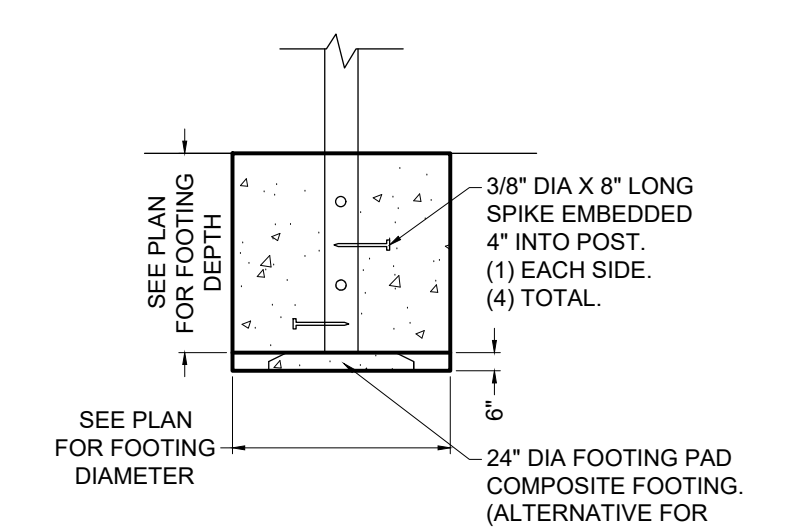 3/8" DIA X 8" LONG
SPIKE EMBEDDED
4" INTO POST.
(1) EACH SIDE.
(4) TOTAL.
SEE PLAN
FOR FOOTING
DEPTH
6"
SEE PLAN
FOR FOOTING
DIAMETER
24" DIA FOOTING PAD
COMPOSITE FOOTING.
(ALTERNATIVE FOR